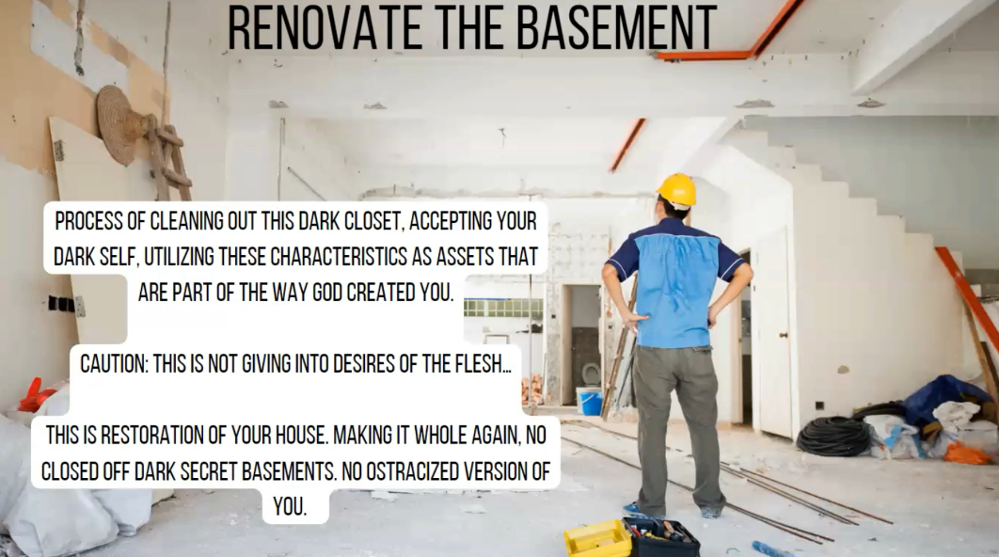 RENOVATE THE BASEMENT
PROCESS OF CLEANING OUT THIS DARK CLOSET, ACCEPTING YOUR
DARK SELF, UTILIZING THESE CHARACTERISTICS AS ASSETS THAT
ARE PART OF THE WAY GOD CREATED YOU.
CAUTION: THIS IS NOT GIVING INTO DESIRES OF THE FLESH...
THIS IS RESTORATION OF YOUR HOUSE. MAKING IT WHOLE AGAIN, NO
CLOSED OFF DARK SECRET BASEMENTS. NO OSTRACIZED VERSION OF
YOU.